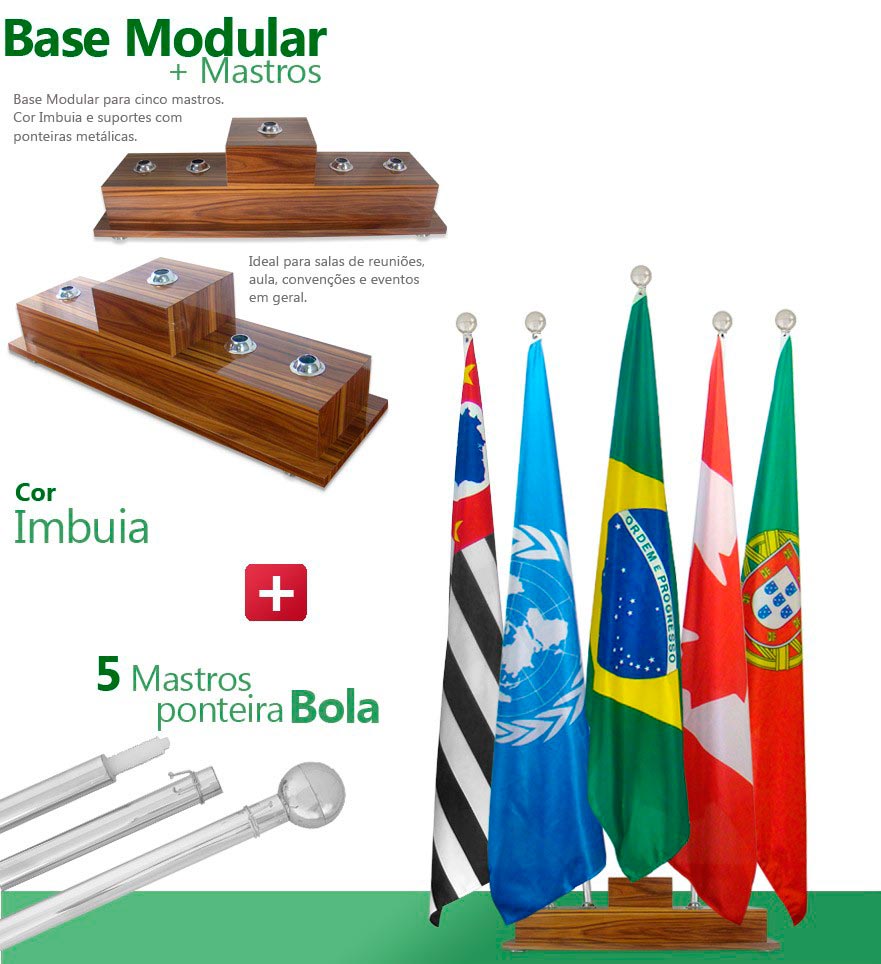 Base Modular
+ Mastros
Base Modular para cinco mastros.
Cor Imbuia e suportes com
ponteiras metálicas.
Ideal para salas de reuniões,
aula, convenções e eventos
em geral.
Cor
Imbuia
5 Mastros
ponteira Bola
ORDEM E PROGRESSO